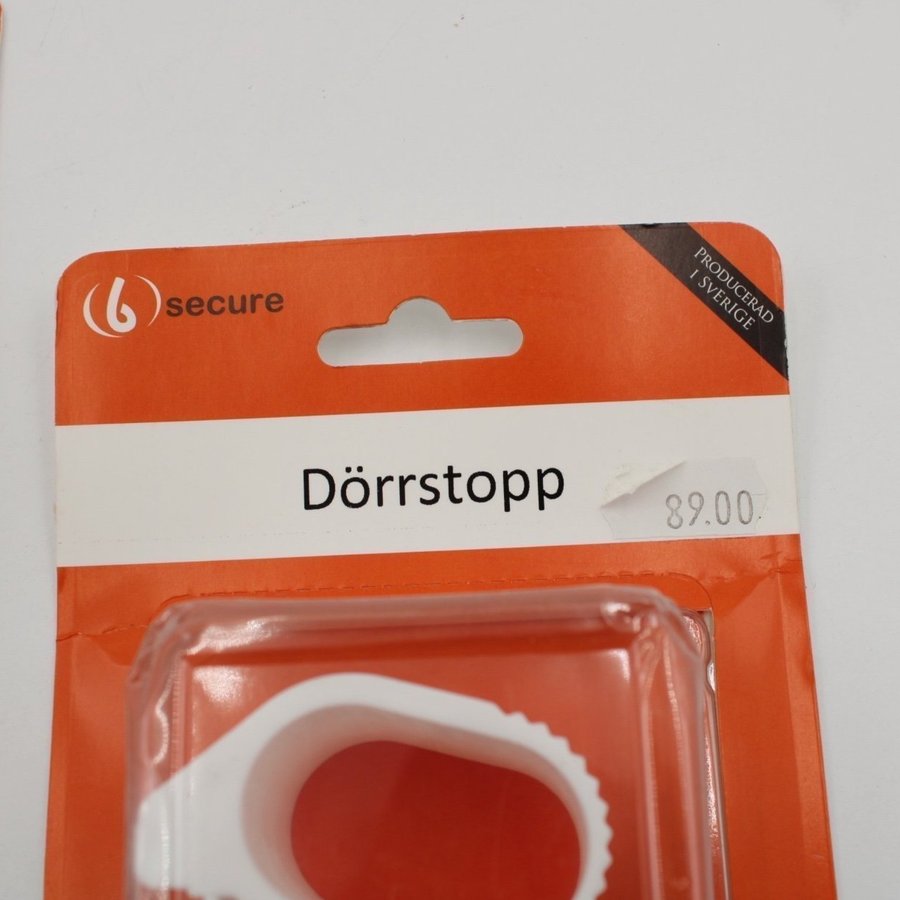 b secure
PRODUCERAD
I SVERIGE
Dörrstopp
89.00